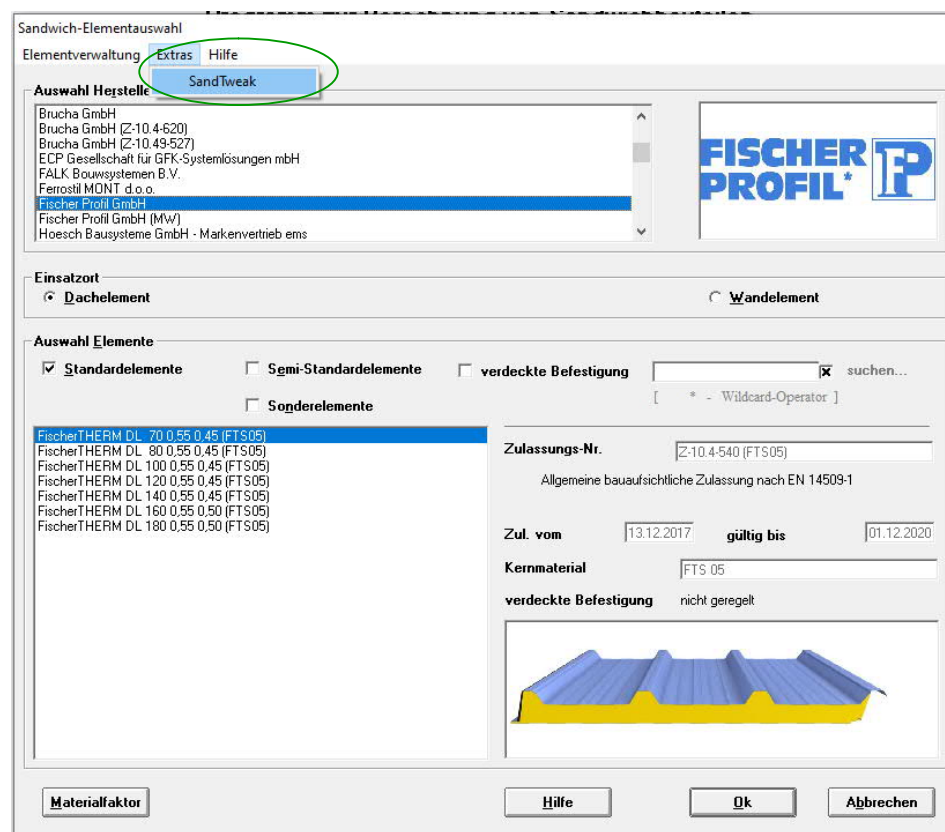 Programm zur Berechnung von Sandwichbauteilen
Sandwich-Elementauswahl
Elementverwaltung Extras Hilfe
SandTweak
Auswahl Herstelle
Brucha GmbH
Brucha GmbH (Z-10.4-620)
Brucha GmbH (Z-10.49-527)
ECP Gesellschaft für GFK-Systemlösungen mbH
FALK Bouwsystemen B.V.
Ferrostil MONT d.o.o.
Fischer Profil GmbH
Fischer Profil GmbH (MW)
Hoesch Bausysteme GmbH - Markenvertrieb ems
FISCHER
PROFIL*
Einsatzort
Dachelement Wandelement
Auswahl Elemente
Standardelemente Semi-Standardelemente verdeckte Befestigung suchen...
Sonderelemente [ * - Wildcard-Operator ]
FischerTHERM DL 70 0,55 0,45 (FTS05)
FischerTHERM DL 80 0,55 0,45 (FTS05)
FischerTHERM DL 100 0,55 0,45 (FTS05)
FischerTHERM DL 120 0,55 0,45 (FTS05)
FischerTHERM DL 140 0,55 0,45 (FTS05)
FischerTHERM DL 160 0,55 0,50 (FTS05)
FischerTHERM DL 180 0,55 0,50 (FTS05)
Zulassungs-Nr. Z-10.4-540 (FTS05)
Allgemeine bauaufsichtliche Zulassung nach EN 14509-1
Zul. vom 13.12.2017 gültig bis 01.12.2020
Kernmaterial FTS 05
verdeckte Befestigung nicht geregelt
Materialfaktor Hilfe Ok Abbrechen